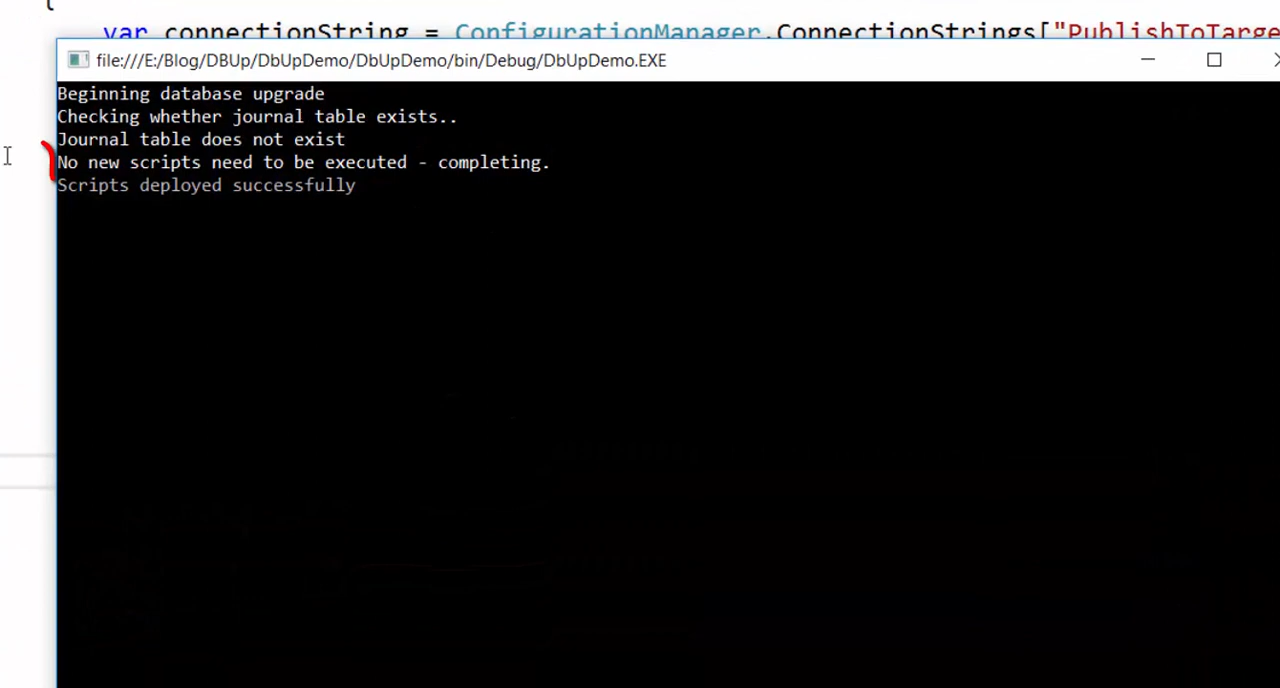 {
var connectionString = ConfigurationManager.ConnectionStrings["PublishToTarge
file:///E:/Blog/DBUp/DbUpDemo/DbUpDemo/bin/Debug/DbUpDemo.EXE
Beginning database upgrade
Checking whether journal table exists..
Journal table does not exist
No new scripts need to be executed - completing.
Scripts deployed successfully